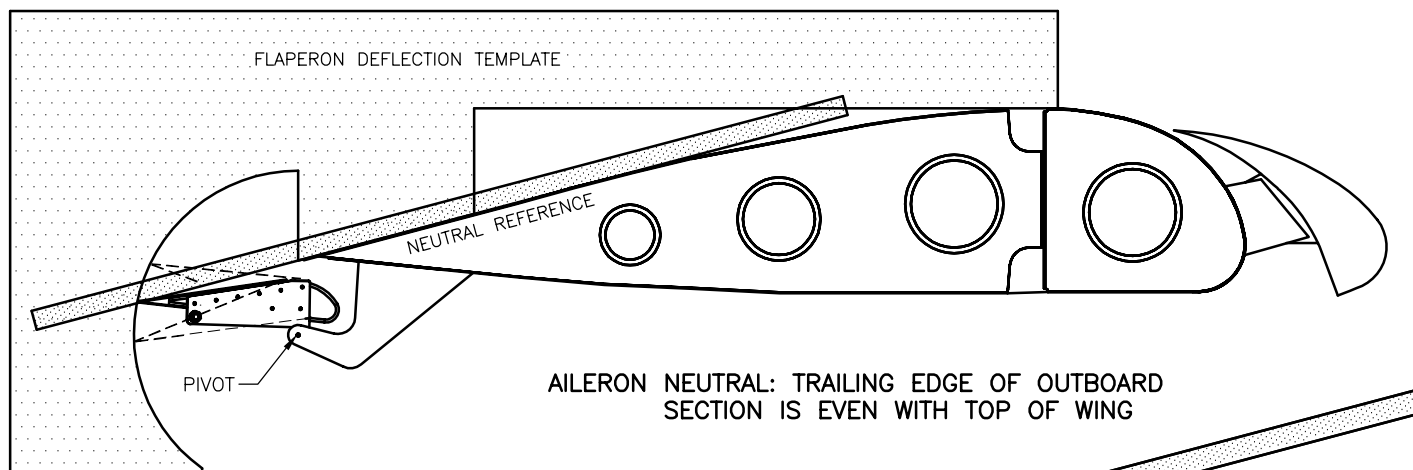 FLAPERON DEFLECTION TEMPLATE
NEUTRAL REFERENCE
PIVOT
AILERON NEUTRAL: TRAILING EDGE OF OUTBOARD
SECTION IS EVEN WITH TOP OF WING